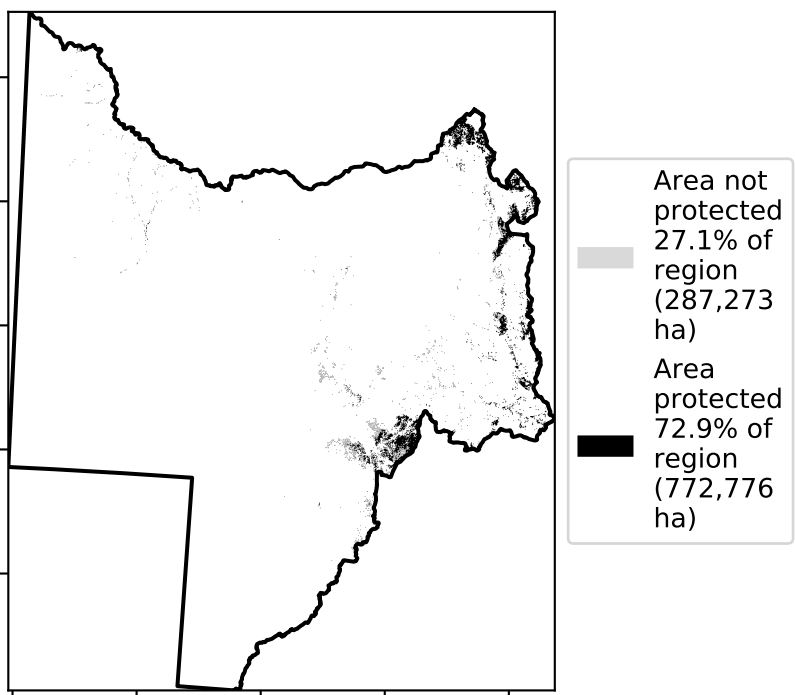 Area not
protected
27.1% of
region
(287,273
ha)
Area
protected
72.9% of
region
(772,776
ha)